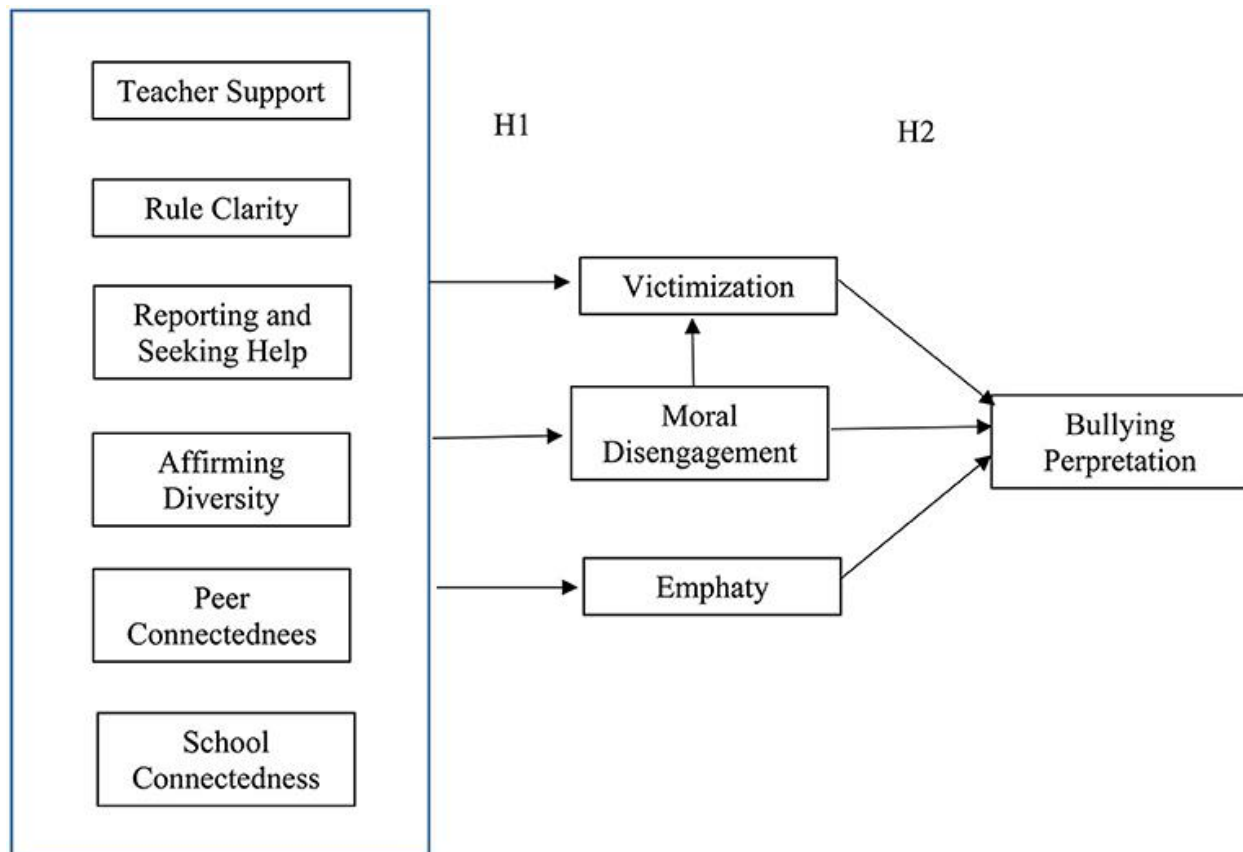 Teacher Support
Rule Clarity
Reporting and
Seeking Help
Affirming
Diversity
Peer
Connectednees
School
Connectedness
H1
H2
Victimization
Moral
Disengagement
Emphaty
Bullying
Perpretation